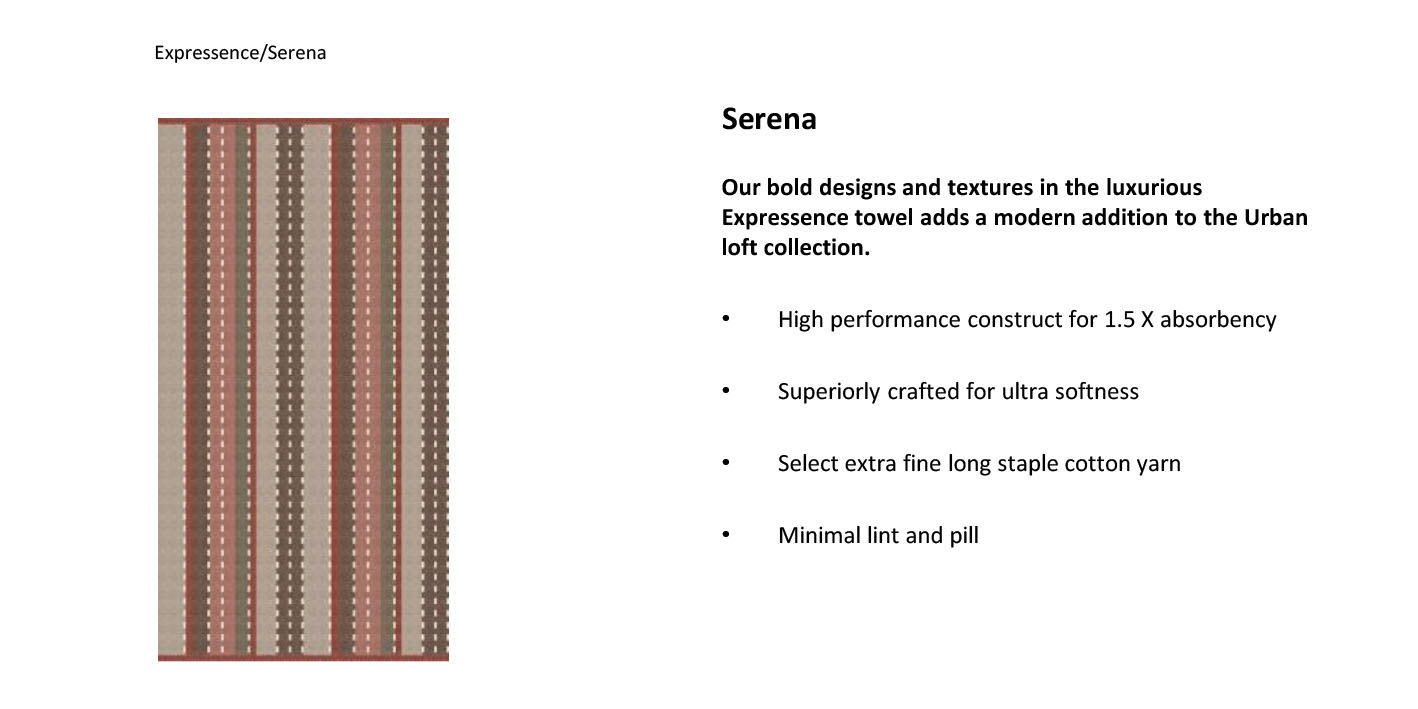 Expressence/Serena
Serena
Our bold designs and textures in the luxurious
Expressence towel adds a modern addition to the Urban
loft collection.
• High performance construct for 1.5 X absorbency
• Superiorly crafted for ultra softness
• Select extra fine long staple cotton yarn
• Minimal lint and pill